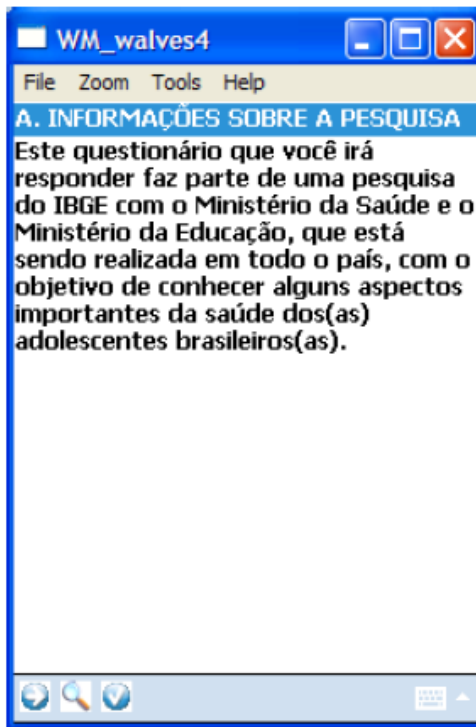 WM_walves4
File Zoom Tools Help
A. INFORMAÇÕES SOBRE A PESQUISA
Este questionário que você irá
responder faz parte de uma pesquisa
do IBGE com o Ministério da Saúde e o
Ministério da Educação, que está
sendo realizada em todo o país, com o
objetivo de conhecer alguns aspectos
importantes da saúde dos(as)
adolescentes brasileiros(as).